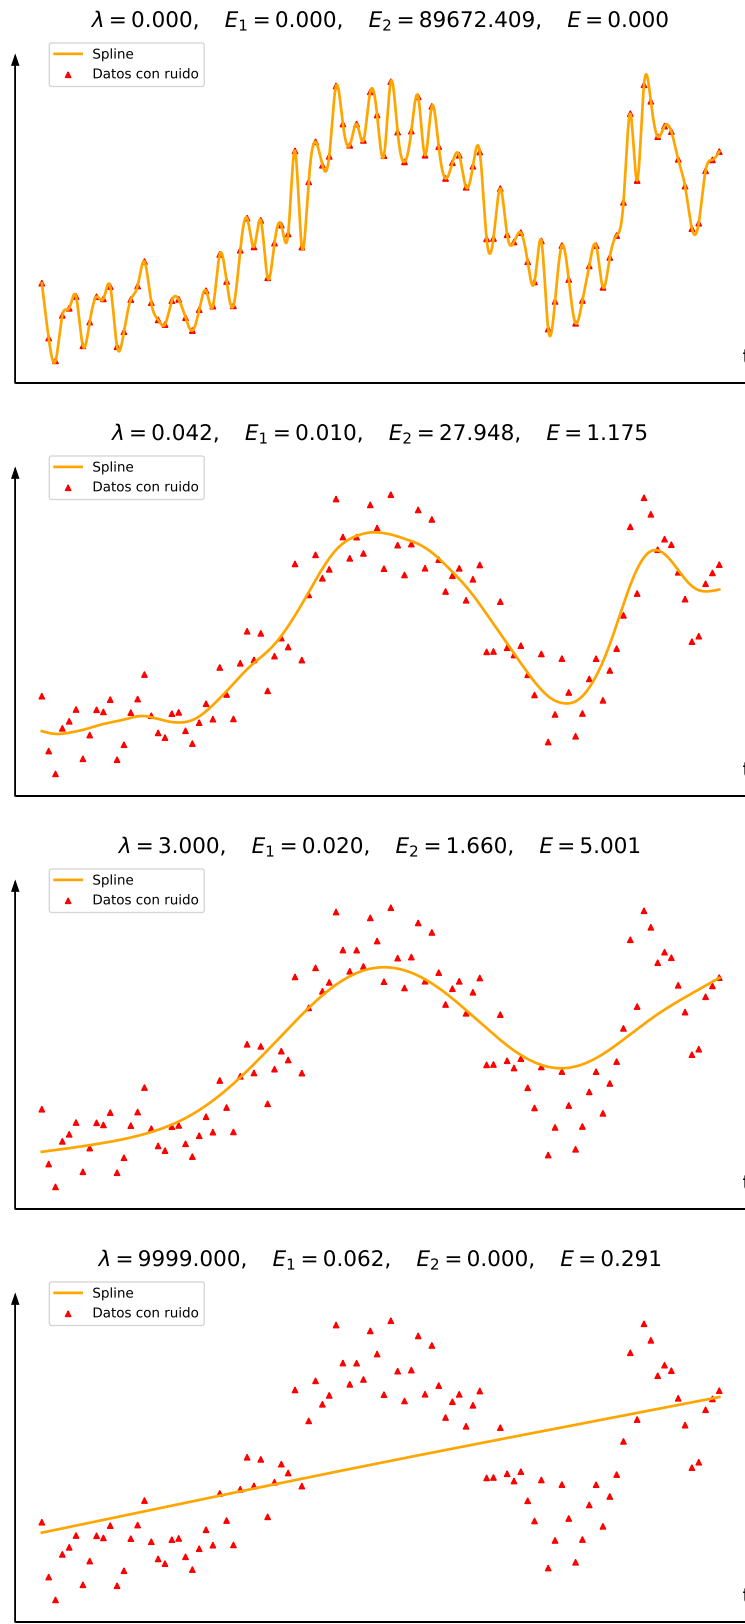 λ = 0.000, E₁ = 0.000, E₂ = 89672.409, E = 0.000
Spline
Datos con ruido
t
λ = 0.042, E₁ = 0.010, E₂ = 27.948, E = 1.175
Spline
Datos con ruido
t
λ = 3.000, E₁ = 0.020, E₂ = 1.660, E = 5.001
Spline
Datos con ruido
t
λ = 9999.000, E₁ = 0.062, E₂ = 0.000, E = 0.291
Spline
Datos con ruido
t